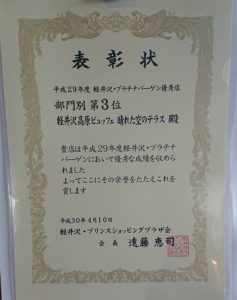 表彰状
平成29年度 軽井沢・プラチナバーゲン優秀店
部門別 第3位
軽井沢高原ビュッフェ 晴れた空のテラス 殿
貴店は平成29年度軽井沢・プラチナ
バーゲンにおいて優秀な成績を収めら
れました
よってここにその栄誉をたたえこれを
賞します
平成30年4月10日
軽井沢・プリンスショッピングプラザ会
会長 遠藤 恵司